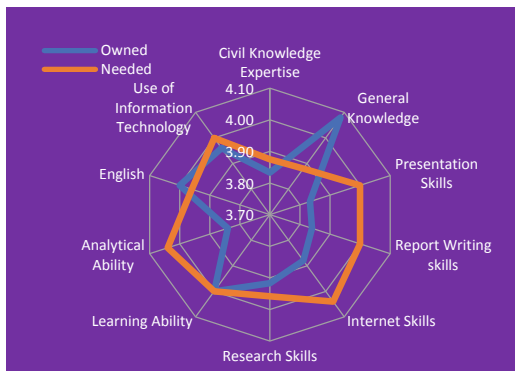 Owned
Needed
Civil Knowledge
Expertise
General
Knowledge
Presentation
Skills
Report Writing
skills
Internet Skills
Research Skills
Learning Ability
Analytical
Ability
English
Use of
Information
Technology
4.10
4.00
3.90
3.80
3.70